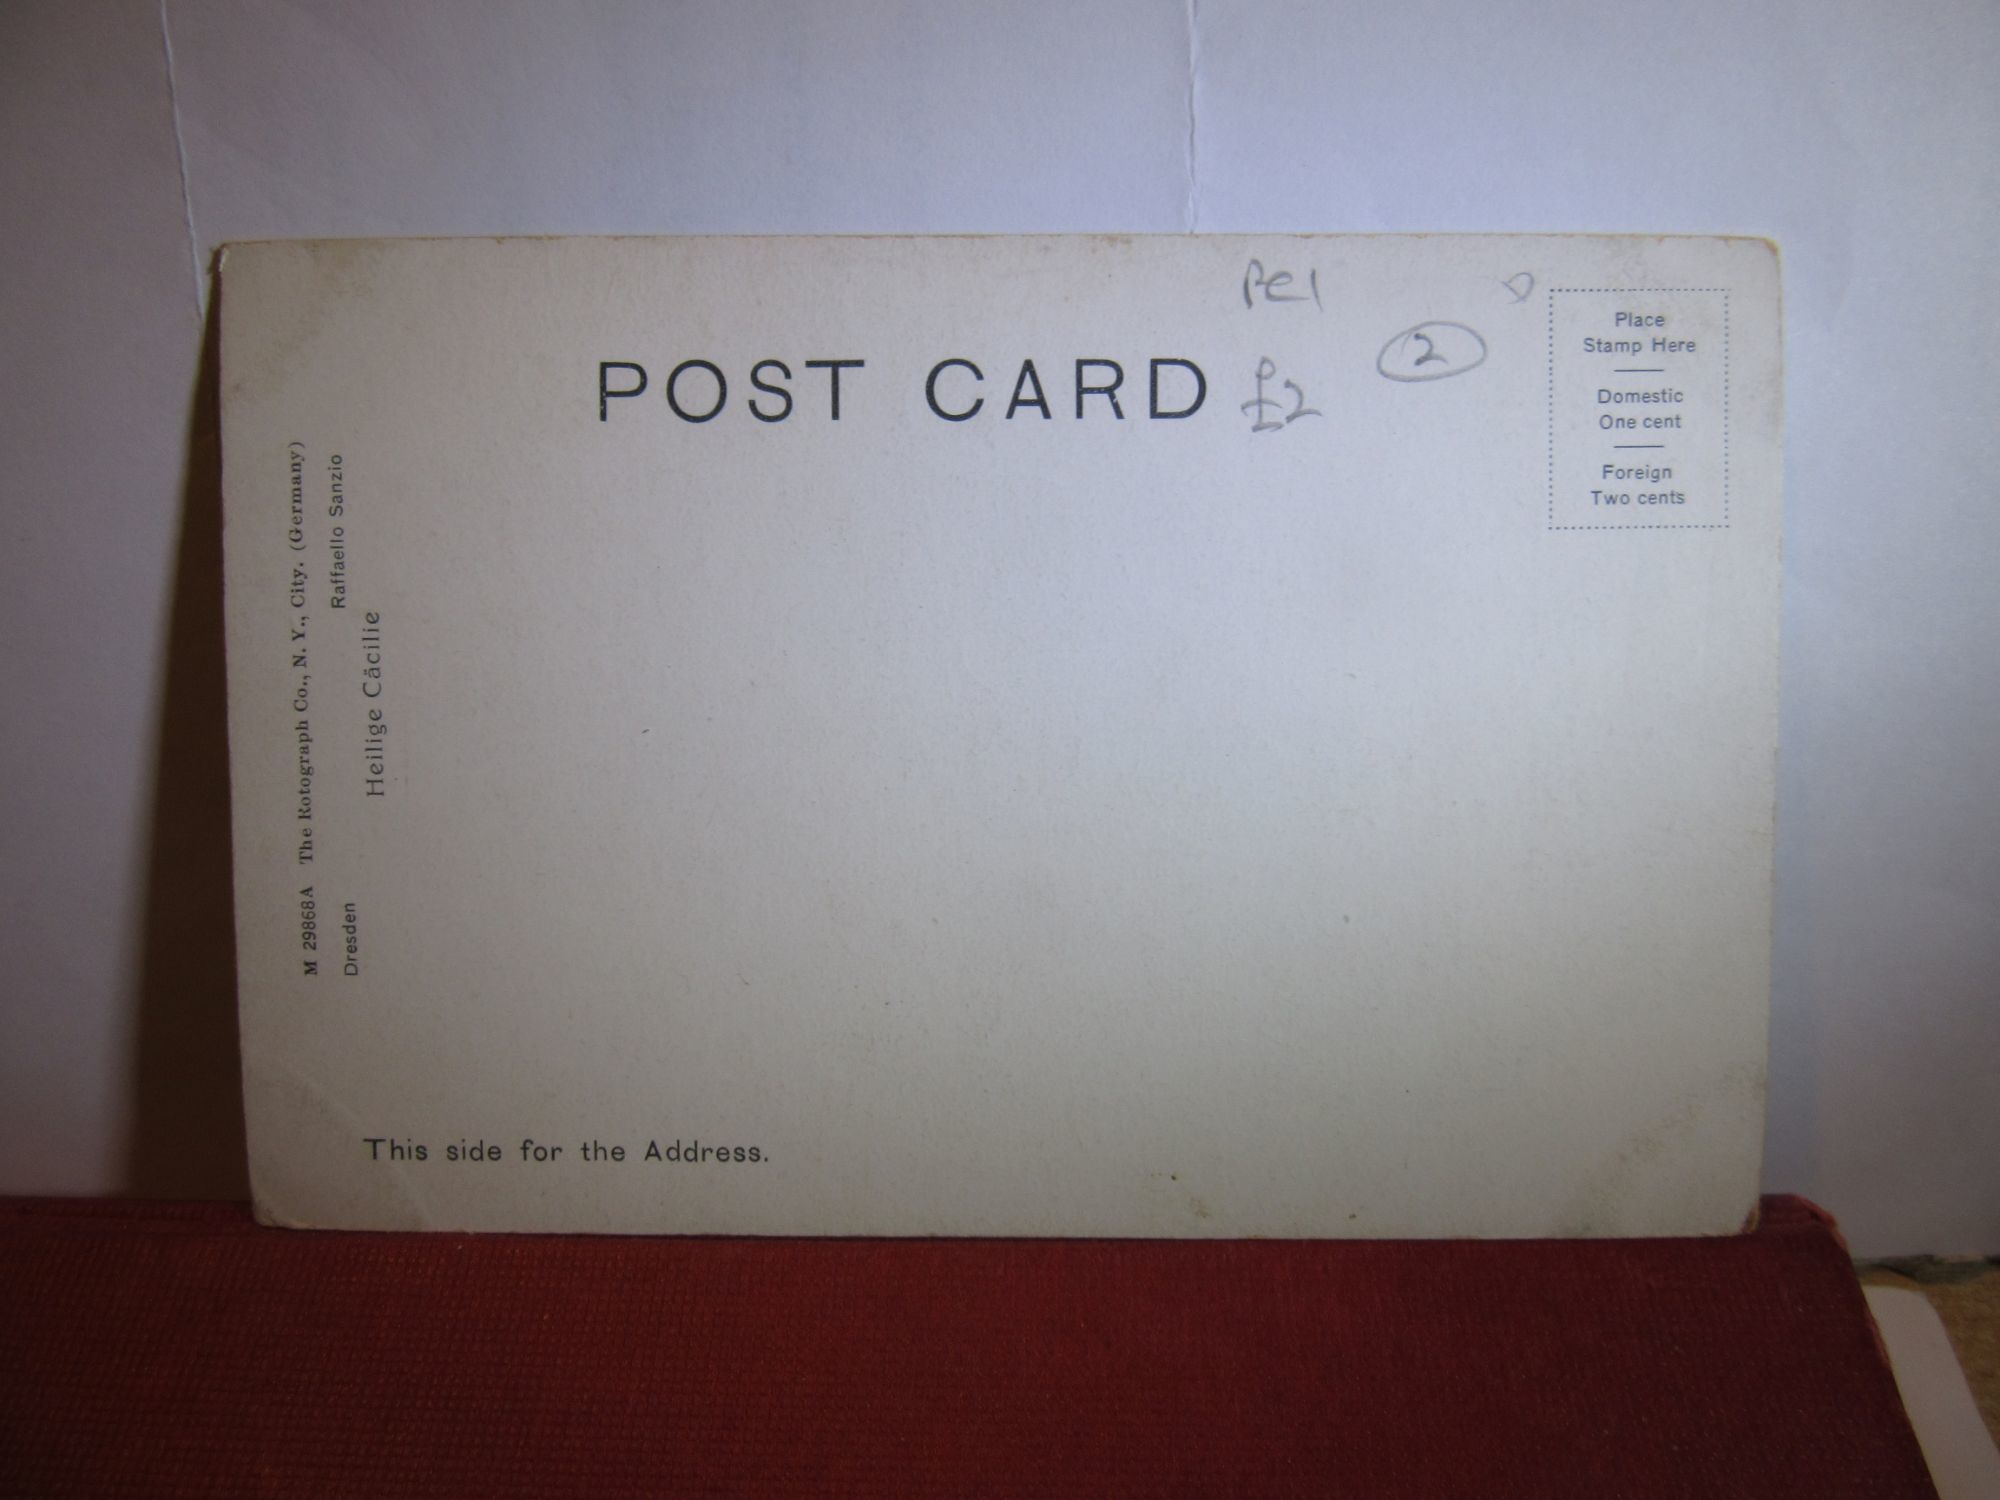 Rel
POST CARD £2
2
Place
Stamp Here
Domestic
One cent
Foreign
Two cents
M 29868A The Rotograph Co., N. Y., City. (Germany)
Dresden Raffaello Sanzio
Heilige Cäcilie
This side for the Address.